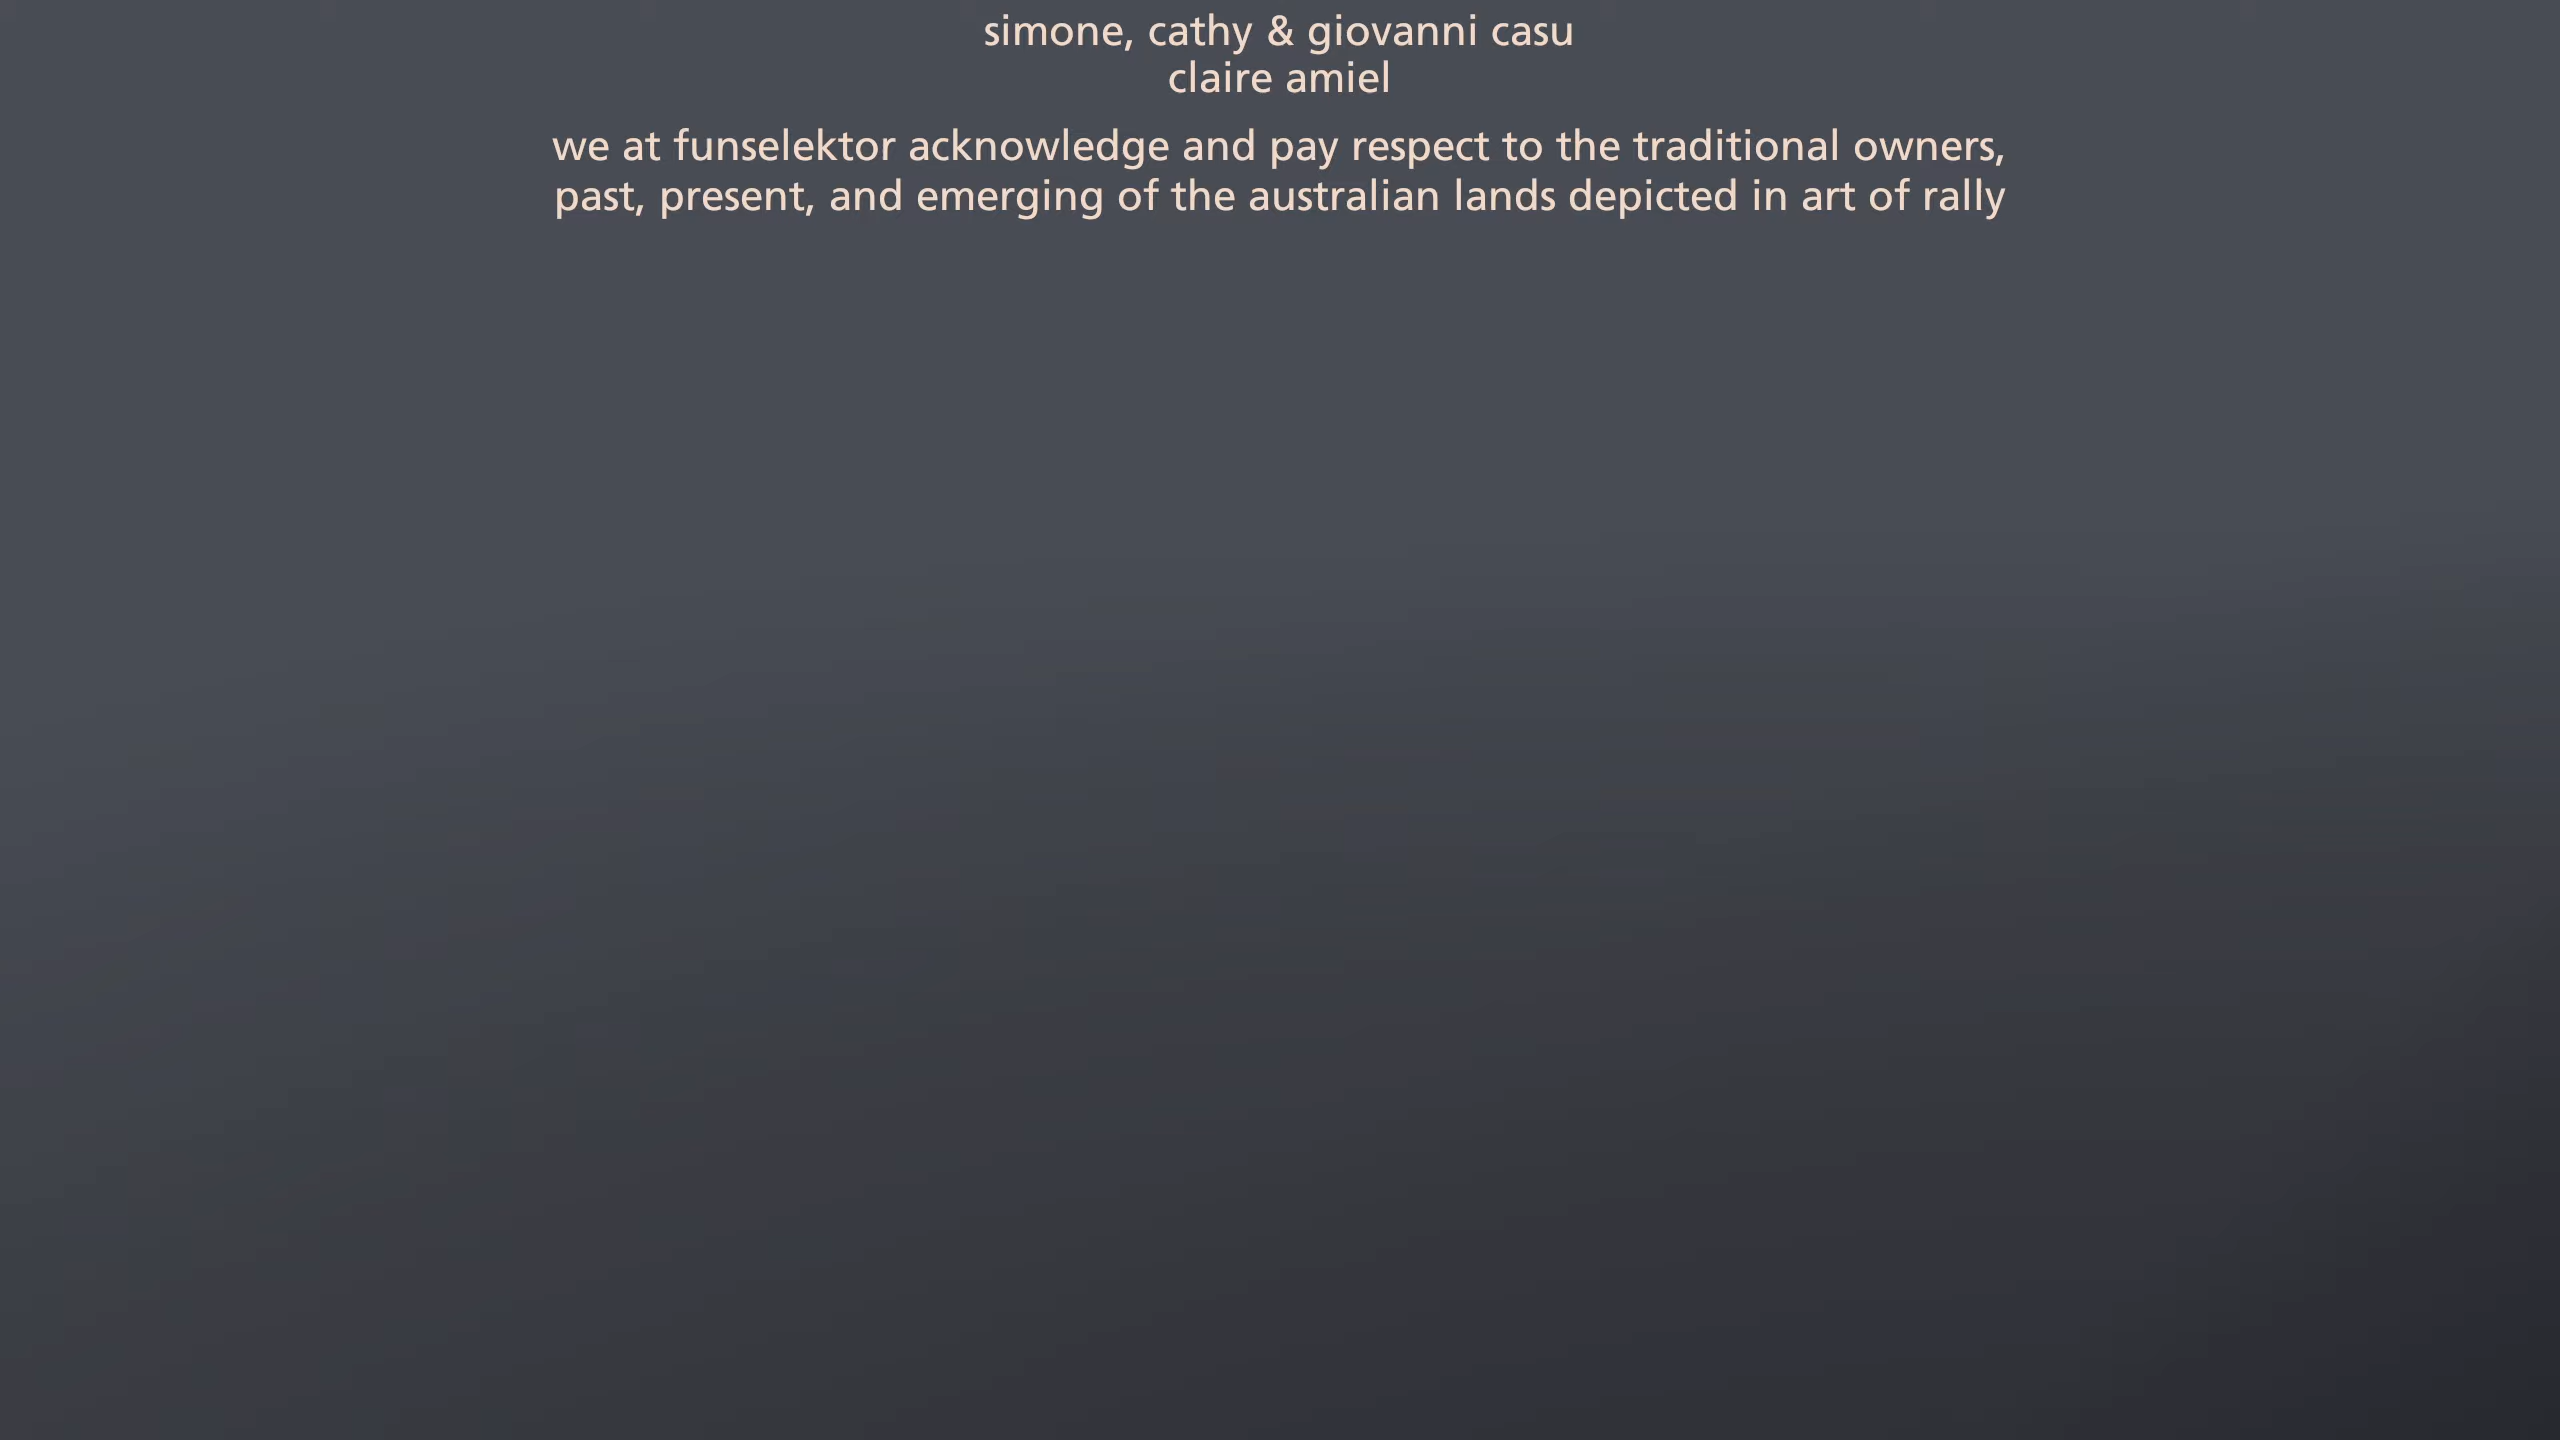 simone, cathy & giovanni casu
claire amiel
we at funselektor acknowledge and pay respect to the traditional owners,
past, present, and emerging of the australian lands depicted in art of rally